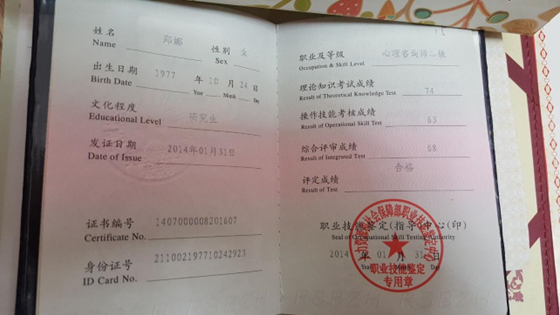 姓名 郑娜 性别 女
Name Sex
出生日期 1977 年 10 月 24 日
Birth Date Year Month Day
文化程度 研究生
Educational Level
发证日期 2014年01月31日
Date of Issue
证书编号 1407000008201607
Certificate No.
身份证号 211002197710242923
ID Card No.
职业及等级 心理咨询师二级
Occupation & Skill Level
理论知识考试成绩 74
Result of Theoretical Knowledge Test
操作技能考核成绩 63
Result of Operational Skill Test
综合评审成绩 68
Result of Integrated Test
评定成绩 合格
Result of Test
职业技能鉴定(指导)中心(印)
Seal of Occupational Skill Testing Authority
2014 年 01 月 31 日
Year Month Day
职业技能鉴定
专用章